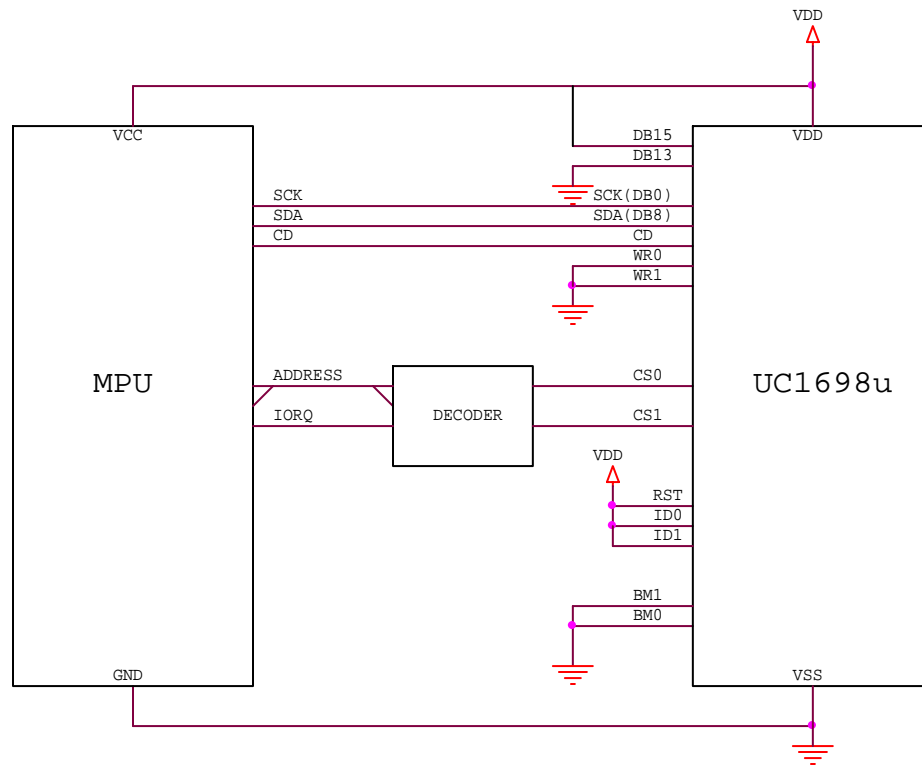 VDD
VCC
VDD
DB15
DB13
SCK
SCK(DB0)
SDA
SDA(DB8)
CD
CD
WR0
WR1
MPU
ADDRESS
CS0
UC1698u
IORQ
DECODER
CS1
VDD
RST
ID0
ID1
BM1
BM0
GND
VSS